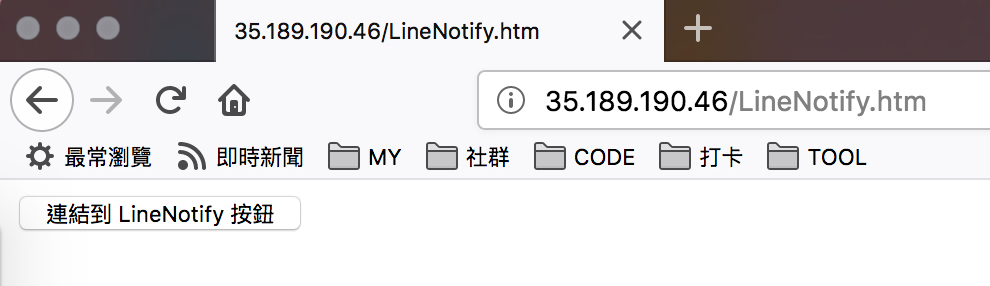 35.189.190.46/LineNotify.htm
35.189.190.46/LineNotify.htm
最常瀏覽 即時新聞 MY 社群 CODE 打卡 TOOL
連結到 LineNotify 按鈕